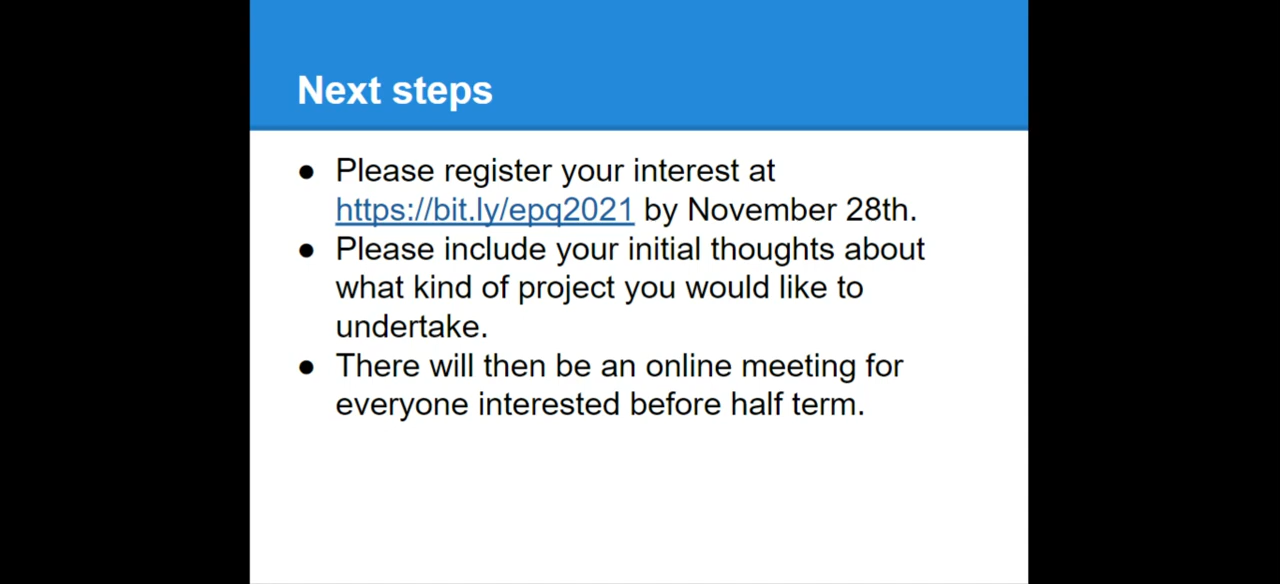 Next steps
● Please register your interest at
https://bit.ly/epq2021 by November 28th.
● Please include your initial thoughts about
what kind of project you would like to
undertake.
● There will then be an online meeting for
everyone interested before half term.